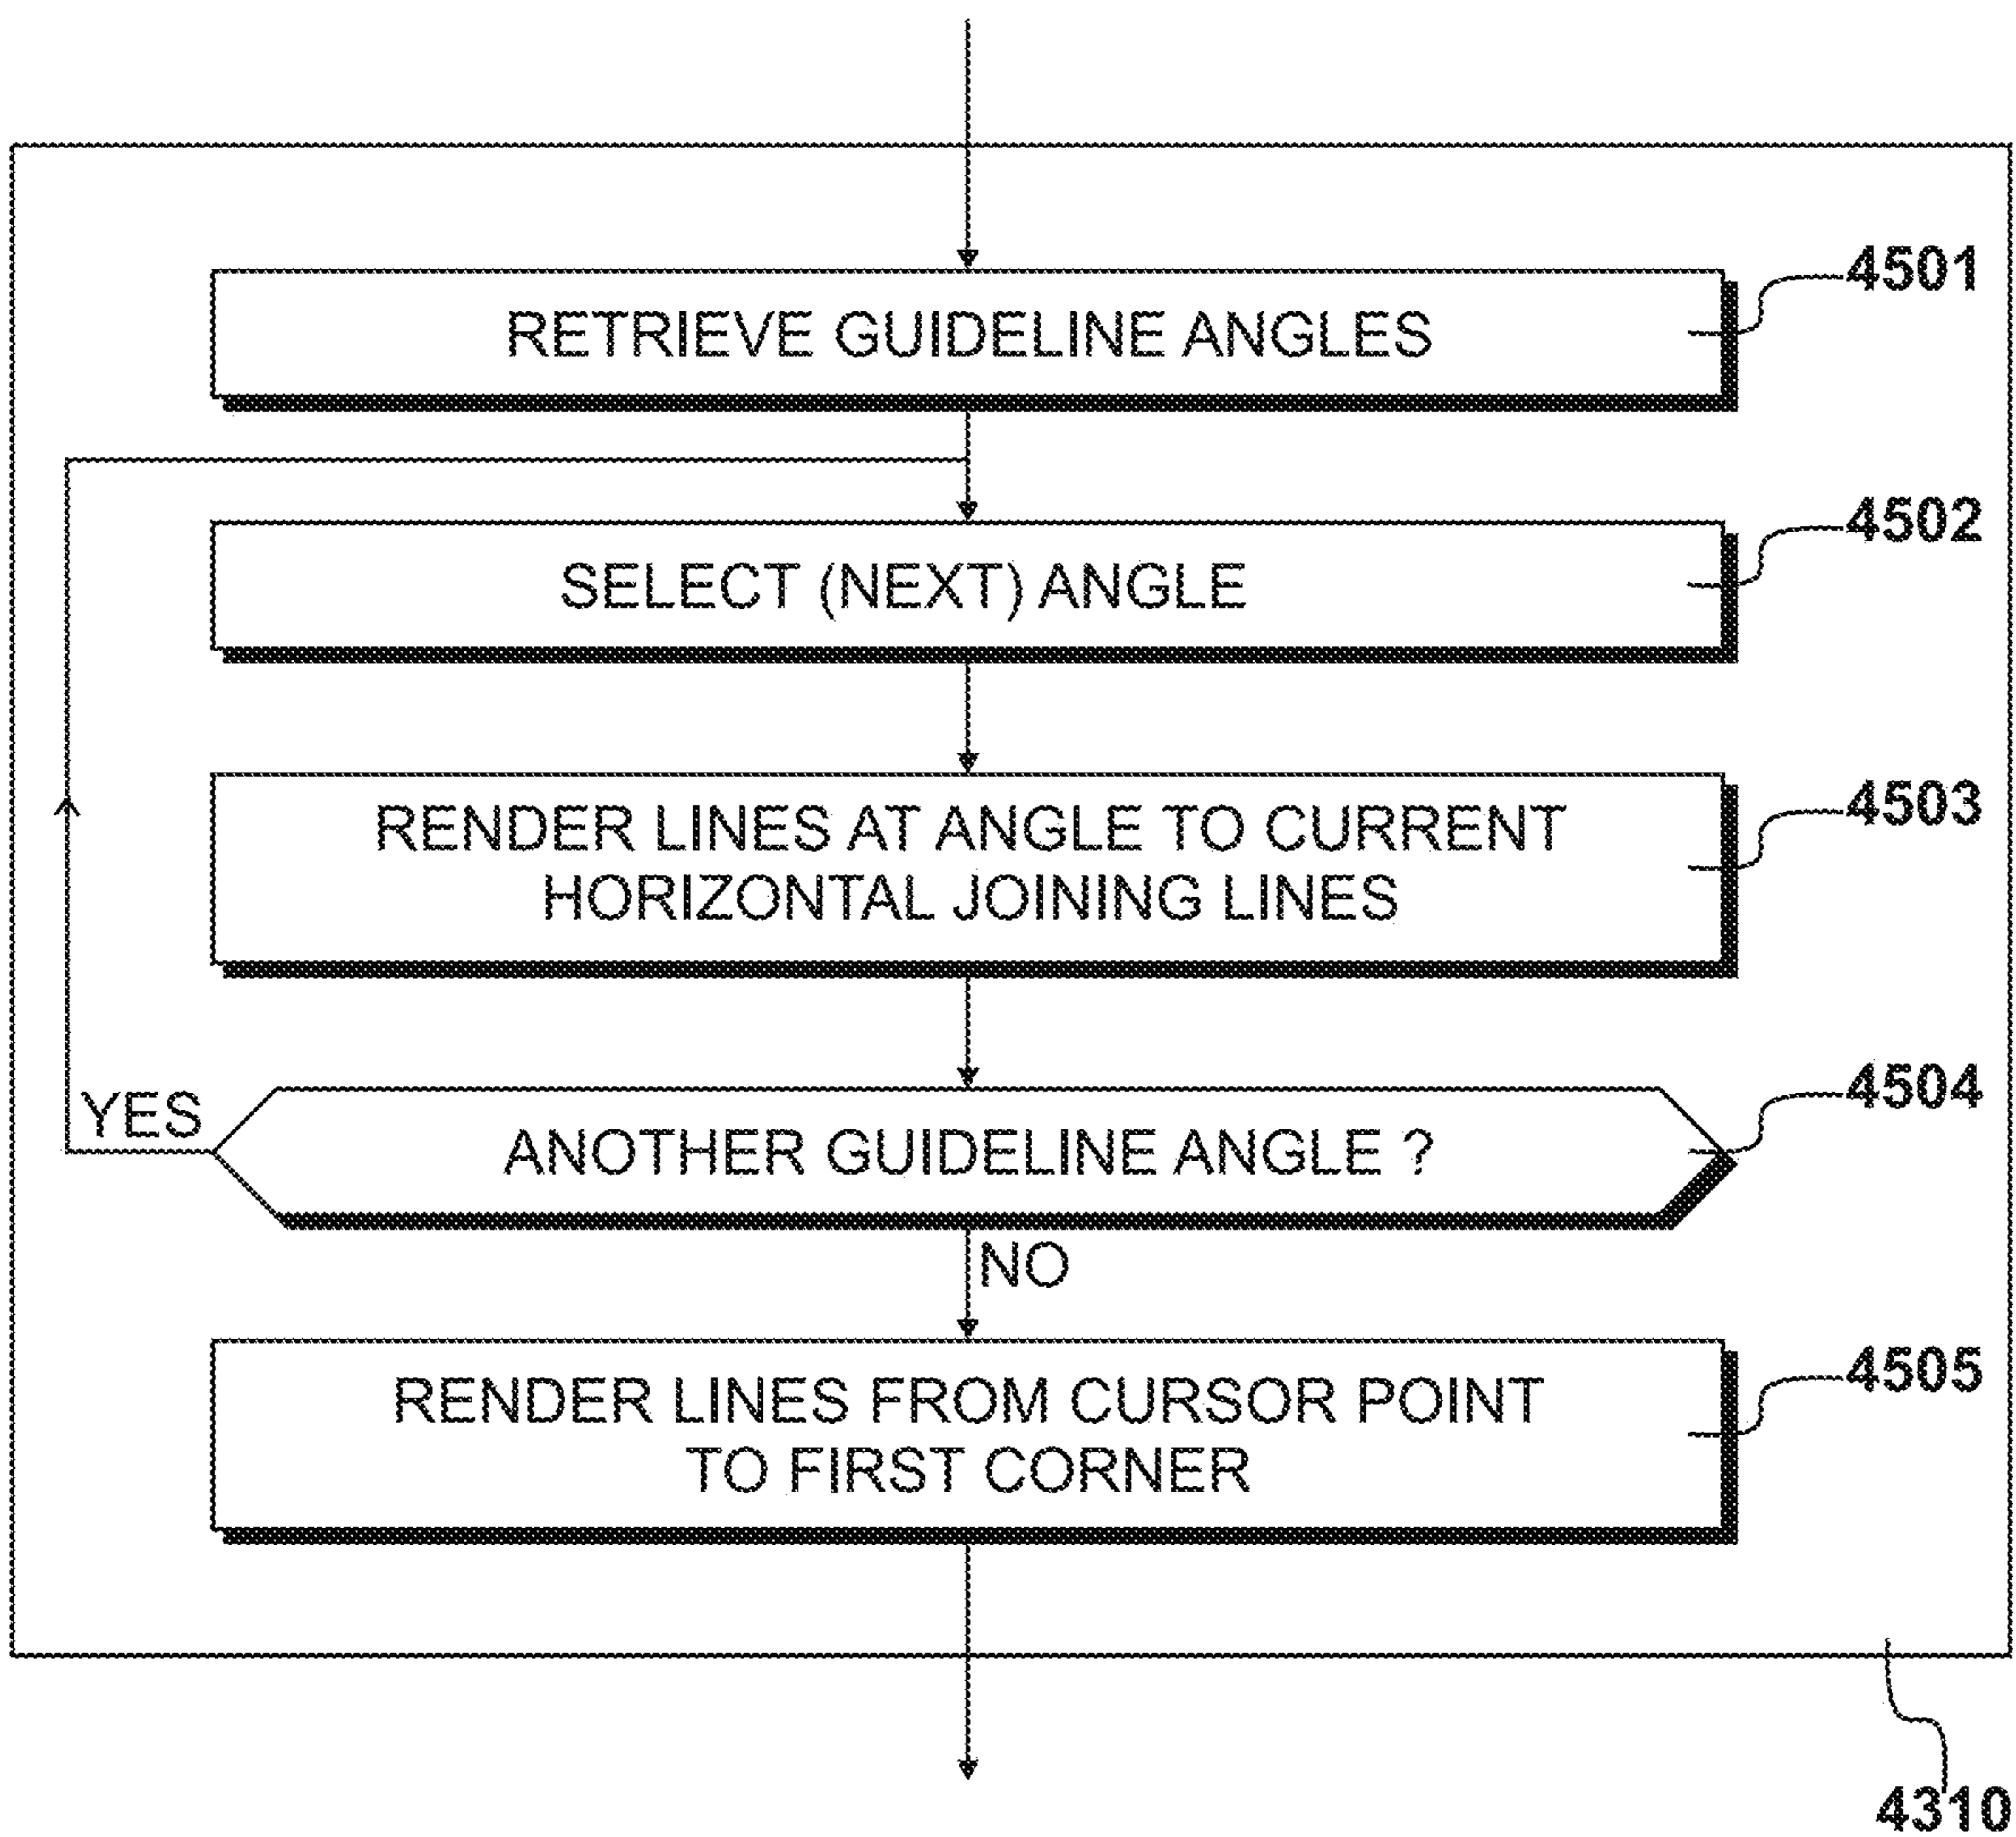 RETRIEVE GUIDELINE ANGLES
4501
SELECT (NEXT) ANGLE
4502
RENDER LINES AT ANGLE TO CURRENT
HORIZONTAL JOINING LINES
4503
YES
ANOTHER GUIDELINE ANGLE ?
4504
NO
RENDER LINES FROM CURSOR POINT
TO FIRST CORNER
4505
4310